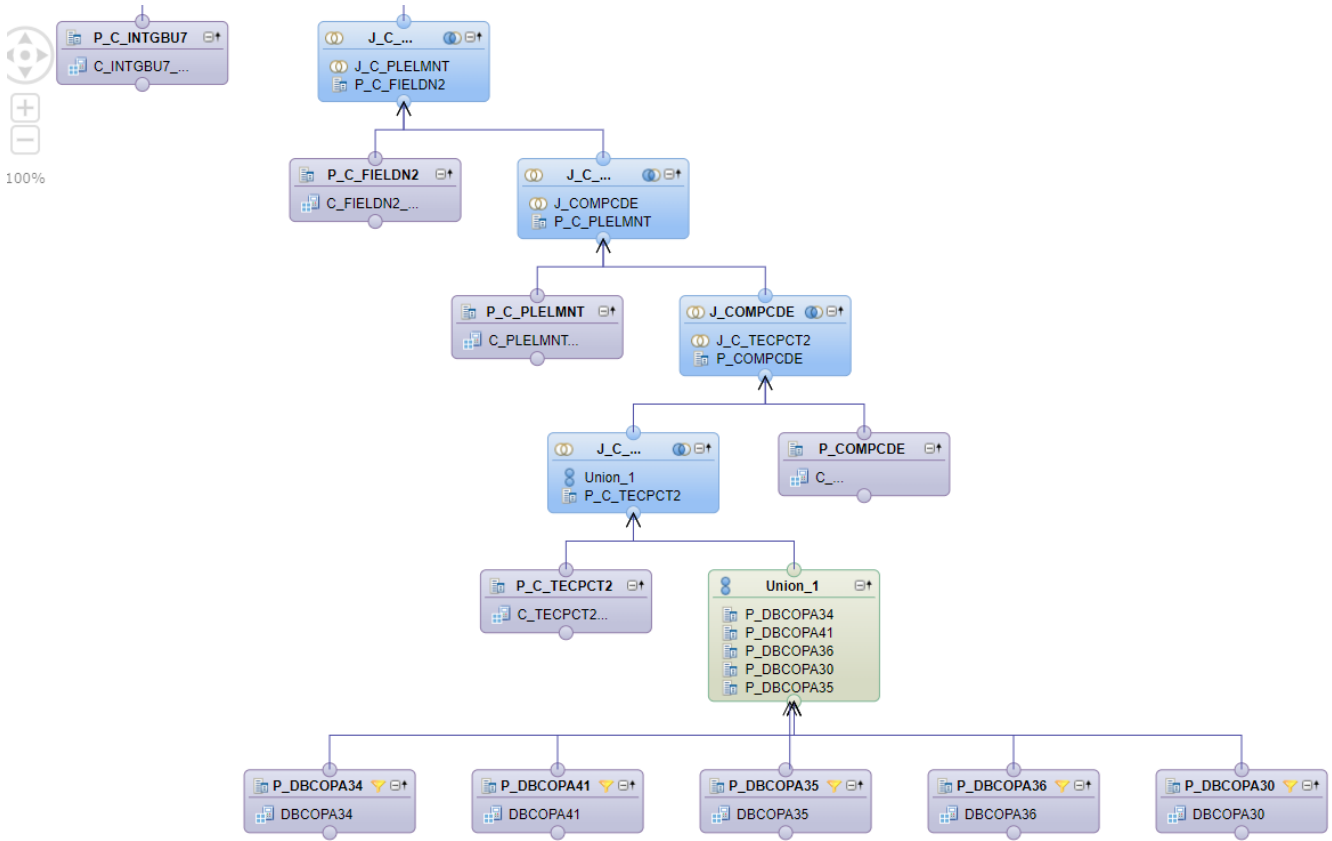 P_C_INTGBU7
C_INTGBU7_...
J_C_...
J_C_PLELMNT
P_C_FIELDN2
100%
P_C_FIELDN2
C_FIELDN2_...
J_C_...
J_COMPCDE
P_C_PLELMNT
P_C_PLELMNT
C_PLELMNT...
J_COMPCDE
J_C_TECPCT2
P_COMPCDE
J_C_...
Union_1
P_C_TECPCT2
P_COMPCDE
C_...
P_C_TECPCT2
C_TECPCT2...
Union_1
P_DBCOPA34
P_DBCOPA41
P_DBCOPA36
P_DBCOPA30
P_DBCOPA35
P_DBCOPA34
DBCOPA34
P_DBCOPA41
DBCOPA41
P_DBCOPA35
DBCOPA35
P_DBCOPA36
DBCOPA36
P_DBCOPA30
DBCOPA30